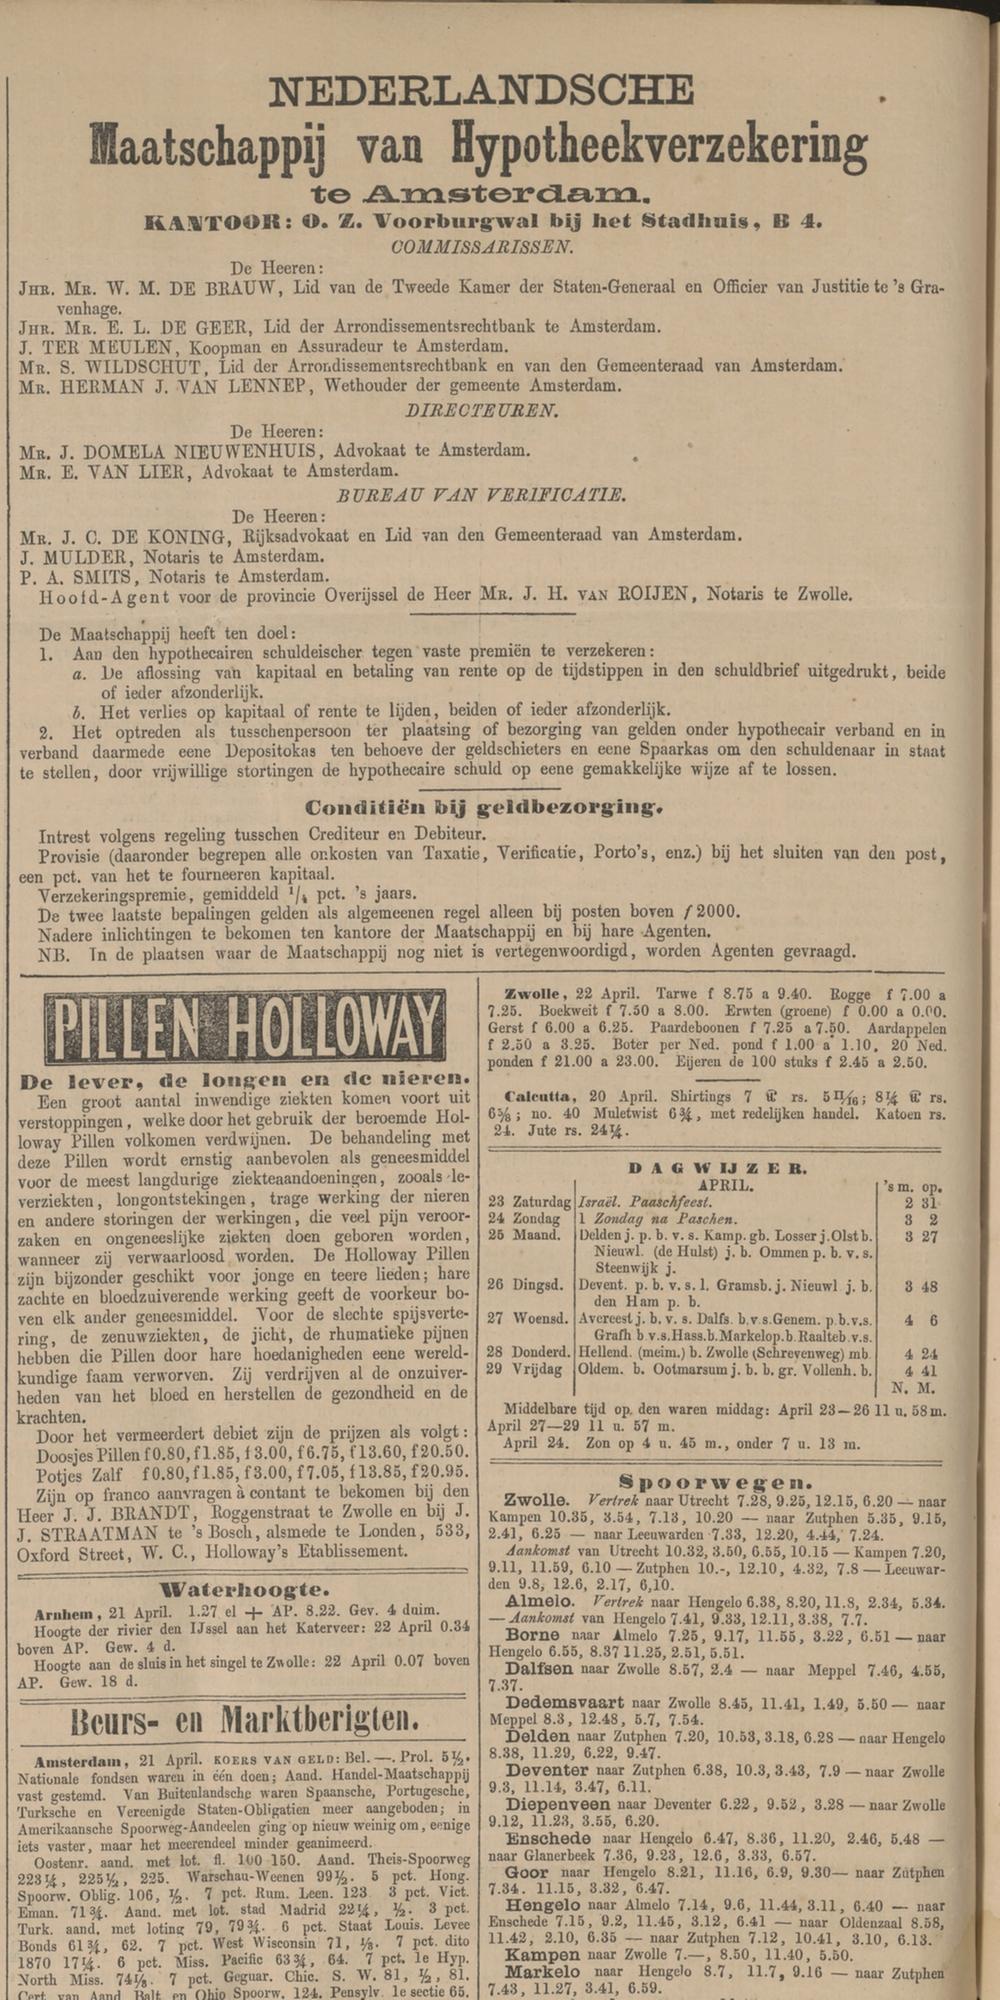 NEDERLANDSCHE
Maatschappij van Hypotheekverzekering
te Amsterdam.
KANTOOR: O. Z. Voorburgwal bij het Stadhuis, B 4.
COMMISSARISSEN.
De Heeren:
JHR. MR. W. M. DE BRAUW, Lid van de Tweede Kamer der Staten-Generaal en Officier van Justitie te 's Gra-
venhage.
JHR. MR. E. L. DE GEER, Lid der Arrondissementsrechtbank te Amsterdam.
J. TER MEULEN, Koopman en Assuradeur te Amsterdam.
MR. S. WILDSCHUT, Lid der Arrondissementsrechtbank en van den Gemeenteraad van Amsterdam.
MR. HERMAN J. VAN LENNEP, Wethouder der gemeente Amsterdam.
DIRECTEUREN.
De Heeren:
MR. J. DOMELA NIEUWENHUIS, Advokaat te Amsterdam.
MR. E. VAN LIER, Advokaat te Amsterdam.
BUREAU VAN VERIFICATIE.
De Heeren:
MR. J. C. DE KONING, Rijksadvokaat en Lid van den Gemeenteraad van Amsterdam.
J. MULDER, Notaris te Amsterdam.
P. A. SMITS, Notaris te Amsterdam.
Hoofd-Agent voor de provincie Overijssel de Heer MR. J. H. VAN ROIJEN, Notaris te Zwolle.
De Maatschappij heeft ten doel:
1. Aan den hypothecairen schuldeischer tegen vaste premiën te verzekeren:
a. De aflossing van kapitaal en betaling van rente op de tijdstippen in den schuldbrief uitgedrukt, beide
of ieder afzonderlijk.
b. Het verlies op kapitaal of rente te lijden, beiden of ieder afzonderlijk.
2. Het optreden als tusschenpersoon ter plaatsing of bezorging van gelden onder hypothecair verband en in
verband daarmede eene Depositokas ten behoeve der geldschieters en eene Spaarkas om den schuldenaar in staat
te stellen, door vrijwillige stortingen de hypothecaire schuld op eene gemakkelijke wijze af te lossen.
Conditiën bij geldbezorging.
Intrest volgens regeling tusschen Crediteur en Debiteur.
Provisie (daaronder begrepen alle onkosten van Taxatie, Verificatie, Porto's, enz.) bij het sluiten van den post,
een pct. van het te fourneeren kapitaal.
Verzekeringspremie, gemiddeld 1/4 pct. 's jaars.
De twee laatste bepalingen gelden als algemeenen regel alleen bij posten boven f 2000.
Nadere inlichtingen te bekomen ten kantore der Maatschappij en bij hare Agenten.
NB. In de plaatsen waar de Maatschappij nog niet is vertegenwoordigd, worden Agenten gevraagd.
PILLEN HOLLOWAY
De lever, de longen en de nieren.
Een groot aantal inwendige ziekten komen voort uit
verstoppingen, welke door het gebruik der beroemde Hol-
loway Pillen volkomen verdwijnen. De behandeling met
deze Pillen wordt ernstig aanbevolen als geneesmiddel
voor de meest langdurige ziekteaandoeningen, zooals le-
verziekten, longontstekingen, trage werking der nieren
en andere storingen der werkingen, die veel pijn veroor-
zaken en ongeneeslijke ziekten doen geboren worden,
wanneer zij verwaarloosd worden. De Holloway Pillen
zijn bijzonder geschikt voor jonge en teere lieden; hare
zachte en bloedzuiverende werking geeft de voorkeur bo-
ven elk ander geneesmiddel. Voor de slechte spijsverte-
ring, de zenuwziekten, de jicht, de rhumatieke pijnen
hebben die Pillen door hare hoedanigheden eene wereld-
kundige faam verworven. Zij verdrijven al de onzuiver-
heden van het bloed en herstellen de gezondheid en de
krachten.
Door het vermeerdert debiet zijn de prijzen als volgt:
Doosjes Pillen f 0.80, f 1.85, f 3.00, f 6.75, f 13.60, f 20.50.
Potjes Zalf f 0.80, f 1.85, f 3.00, f 7.05, f 13.85, f 20.95.
Zijn op franco aanvragen à contant te bekomen bij den
Heer J. J. BRANDT, Roggenstraat te Zwolle en bij J.
J. STRAATMAN te 's Bosch, alsmede te Londen, 533,
Oxford Street, W. C., Holloway's Etablissement.
Waterhoogte.
Arnhem, 21 April. 1.27 el + AP. 8.22. Gev. 4 duim.
Hoogte der rivier den IJssel aan het Katerveer: 22 April 0.34
boven AP. Gew. 4 d.
Hoogte aan de sluis in het singel te Zwolle: 22 April 0.07 boven
AP. Gew. 18 d.
Beurs- en Marktberigten.
Amsterdam, 21 April. KOERS VAN GELD: Bel. —. Prol. 5½.
Nationale fondsen waren in één doen; Aand. Handel-Maatschappij
vast gestemd. Van Buitenlandsche waren Spaansche, Portugesche,
Turksche en Vereenigde Staten-Obligatien meer aangeboden; in
Amerikaansche Spoorweg-Aandeelen ging op nieuw weinig om, eenige
iets vaster, maar het meerendeel minder geanimeerd.
Oostenr. aand. met lot. fl. 100 150. Aand. Theis-Spoorweg
223¼, 225½, 225. Warschau-Weenen 99½. 5 pct. Hong.
Spoorw. Oblig. 106, ½. 7 pct. Rum. Leen. 123 3 pct. Vict.
Eman. 71¾. Aand. met lot. stad Madrid 22¼, ½. 3 pct.
Turk. aand. met loting 79, 79¾. 6 pct. Staat Louis. Levee
Bonds 61¾, 62. 7 pct. West Wisconsin 71, ⅛. 7 pct. dito
1870 17¼. 6 pct. Miss. Pacific 63¾, 64. 7 pct. 1e Hyp.
North Miss. 74⅛. 7 pct. Geguar. Chic. S. W. 81, ½, 81.
Cert. van Aand. Balt. en Ohio Spoorw. 124. Pensylv. 1e sectie 65.
Zwolle, 22 April. Tarwe f 8.75 a 9.40. Rogge f 7.00 a
7.25. Boekweit f 7.50 a 8.00. Erwten (groene) f 0.00 a 0.00.
Gerst f 6.00 a 6.25. Paardeboonen f 7.25 a 7.50. Aardappelen
f 2.50 a 3.25. Boter per Ned. pond f 1.00 a 1.10, 20 Ned.
ponden f 21.00 a 23.00. Eijeren de 100 stuks f 2.45 a 2.50.
Calcutta, 20 April. Shirtings 7 ℔ rs. 5 11/16; 8¼ ℔ rs.
6⅝; no. 40 Muletwist 6¾, met redelijken handel. Katoen rs.
24. Jute rs. 24¼.
DAGWIJZER.
APRIL. 's m. op.
23 Zaturdag Israël. Paaschfeest. 2 31
24 Zondag 1 Zondag na Paschen. 3 2
25 Maand. Delden j. p. b. v. s. Kamp. gb. Losser j. Olst b. 3 27
Nieuwl. (de Hulst) j. b. Ommen p. b. v. s.
Steenwijk j.
26 Dingsd. Devent. p. b. v. s. l. Gramsb. j. Nieuwl j. b. 3 48
den Ham p. b.
27 Woensd. Avereest j. b. v. s. Dalfs. b.v.s. Genem. p.b.v.s. 4 6
Grafh b.v.s. Hass.b. Markelop.b. Raalteb.v.s.
28 Donderd. Hellend. (meim.) b. Zwolle (Schrevenweg) mb. 4 24
29 Vrijdag Oldem. b. Ootmarsum j. b. b. gr. Vollenh. b. 4 41
N. M.
Middelbare tijd op den waren middag: April 23—26 11 u. 58 m.
April 27—29 11 u. 57 m.
April 24. Zon op 4 u. 45 m., onder 7 u. 13 m.
Spoorwegen.
Zwolle. Vertrek naar Utrecht 7.28, 9.25, 12.15, 6.20 — naar
Kampen 10.35, 3.54, 7.13, 10.20 — naar Zutphen 5.35, 9.15,
2.41, 6.25 — naar Leeuwarden 7.33, 12.20, 4.44, 7.24.
Aankomst van Utrecht 10.32, 3.50, 6.55, 10.15 — Kampen 7.20,
9.11, 11.59, 6.10 — Zutphen 10.-, 12.10, 4.32, 7.8 — Leeuwar-
den 9.8, 12.6, 2.17, 6,10.
Almelo. Vertrek naar Hengelo 6.38, 8.20, 11.8, 2.34, 5.34.
— Aankomst van Hengelo 7.41, 9.33, 12.11, 3.38, 7.7.
Borne naar Almelo 7.25, 9.17, 11.55, 3.22, 6.51 — naar
Hengelo 6.55, 8.37 11.25, 2.51, 5.51.
Dalfsen naar Zwolle 8.57, 2.4 — naar Meppel 7.46, 4.55,
7.37.
Dedemsvaart naar Zwolle 8.45, 11.41, 1.49, 5.50 — naar
Meppel 8.3, 12.48, 5.7, 7.54.
Delden naar Zutphen 7.20, 10.53, 3.18, 6.28 — naar Hengelo
8.38, 11.29, 6.22, 9.47.
Deventer naar Zutphen 6.38, 10.3, 3.43, 7.9 — naar Zwolle
9.3, 11.14, 3.47, 6.11.
Diepenveen naar Deventer 6.22, 9.52, 3.28 — naar Zwolle
9.12, 11.23, 3.55, 6.20.
Enschede naar Hengelo 6.47, 8.36, 11.20, 2.46, 5.48 —
naar Glanerbeek 7.36, 9.23, 12.6, 3.33, 6.57.
Goor naar Hengelo 8.21, 11.16, 6.9, 9.30 — naar Zutphen
7.34. 11.15, 3.32, 6.47.
Hengelo naar Almelo 7.14, 9.6, 11.44, 3.11, 6.40 — naar
Enschede 7.15, 9.2, 11.45, 3.12, 6.41 — naar Oldenzaal 8.58,
11.42, 2.10, 6.35 — naar Zutphen 7.12, 10.41, 3.10, 6.13.
Kampen naar Zwolle 7.—, 8.50, 11.40, 5.50.
Markelo naar Hengelo 8.7, 11.7, 9.16 — naar Zutphen
7.43, 11.27, 3.41, 6.59.